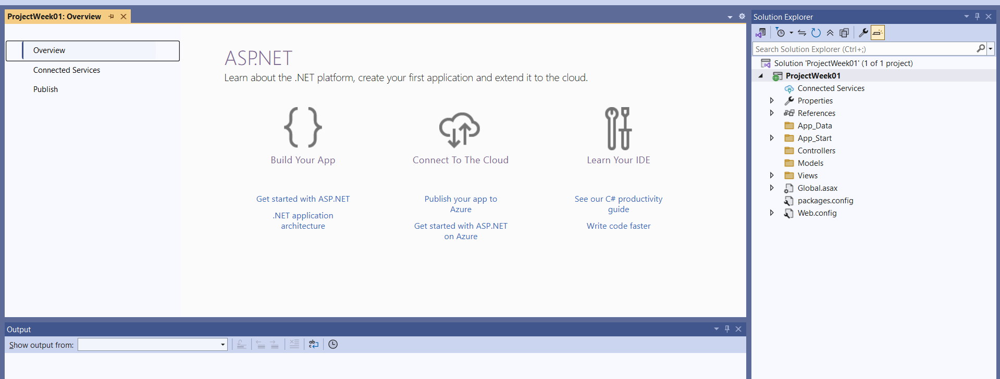 ProjectWeek01: Overview
Overview
Connected Services
Publish
ASP.NET
Learn about the .NET platform, create your first application and extend it to the cloud.
Build Your App
Get started with ASP.NET
.NET application
architecture
Connect To The Cloud
Publish your app to
Azure
Get started with ASP.NET
on Azure
Learn Your IDE
See our C# productivity
guide
Write code faster
Output
Show output from:
Solution Explorer
Search Solution Explorer (Ctrl+;)
Solution 'ProjectWeek01' (1 of 1 project)
ProjectWeek01
Connected Services
Properties
References
App_Data
App_Start
Controllers
Models
Views
Global.asax
packages.config
Web.config